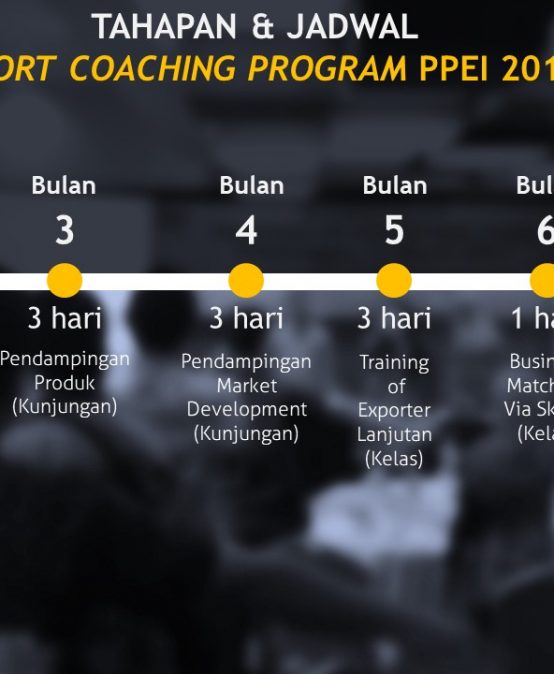 TAHAPAN & JADWAL
ORT COACHING PROGRAM PPEI 201
Bulan
3
3 hari
Pendampingan
Produk
(Kunjungan)
Bulan
4
3 hari
Pendampingan
Market
Development
(Kunjungan)
Bulan
5
3 hari
Training
of
Exporter
Lanjutan
(Kelas)
Bul
6
1 ha
Busin
Match
Via Sk
(Kela